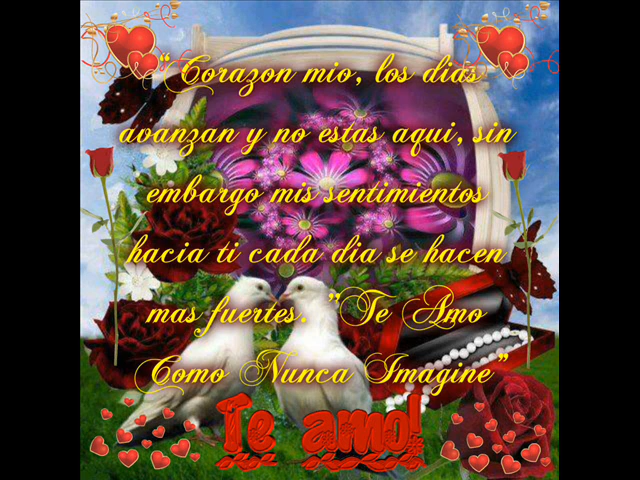 “Corazon mio, los dias
avanzan y no estas aqui, sin
embargo mis sentimientos
hacia ti cada dia se hacen
mas fuertes. ”Te Amo
Como Nunca Imagine”
Te amo!